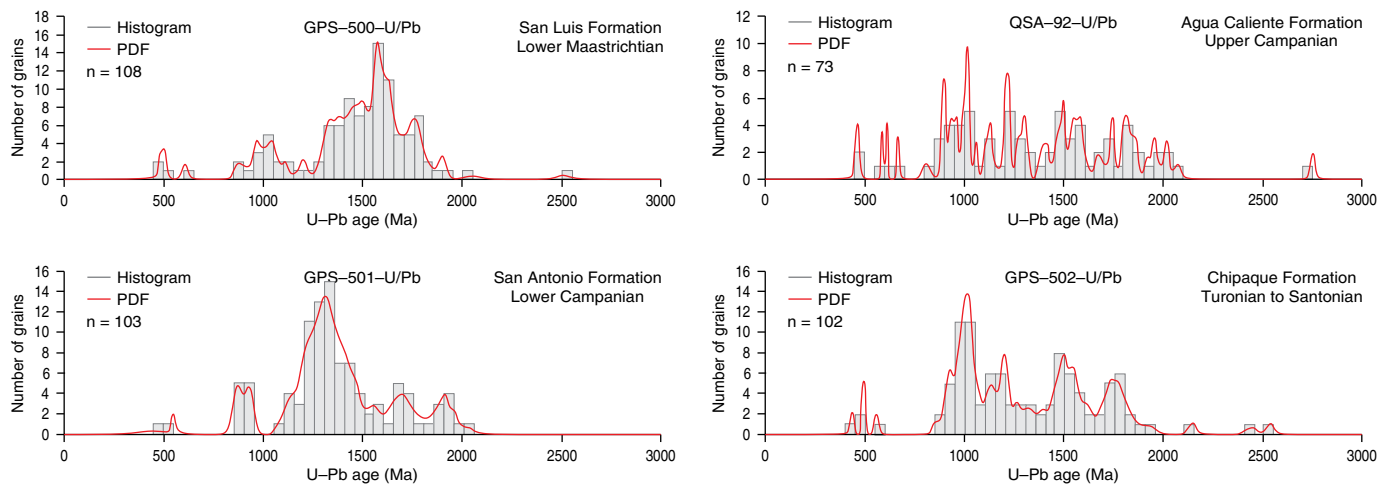 18
16
14
12
10
8
6
4
2
0
Number of grains
Histogram
PDF
n = 108
GPS–500–U/Pb
San Luis Formation
Lower Maastrichtian
0 500 1000 1500 2000 2500 3000
U–Pb age (Ma)
12
10
8
6
4
2
0
Number of grains
Histogram
PDF
n = 73
QSA–92–U/Pb
Agua Caliente Formation
Upper Campanian
0 500 1000 1500 2000 2500 3000
U–Pb age (Ma)
16
14
12
10
8
6
4
2
0
Number of grains
Histogram
PDF
n = 103
GPS–501–U/Pb
San Antonio Formation
Lower Campanian
0 500 1000 1500 2000 2500 3000
U–Pb age (Ma)
16
14
12
10
8
6
4
2
0
Number of grains
Histogram
PDF
n = 102
GPS–502–U/Pb
Chipaque Formation
Turonian to Santonian
0 500 1000 1500 2000 2500 3000
U–Pb age (Ma)